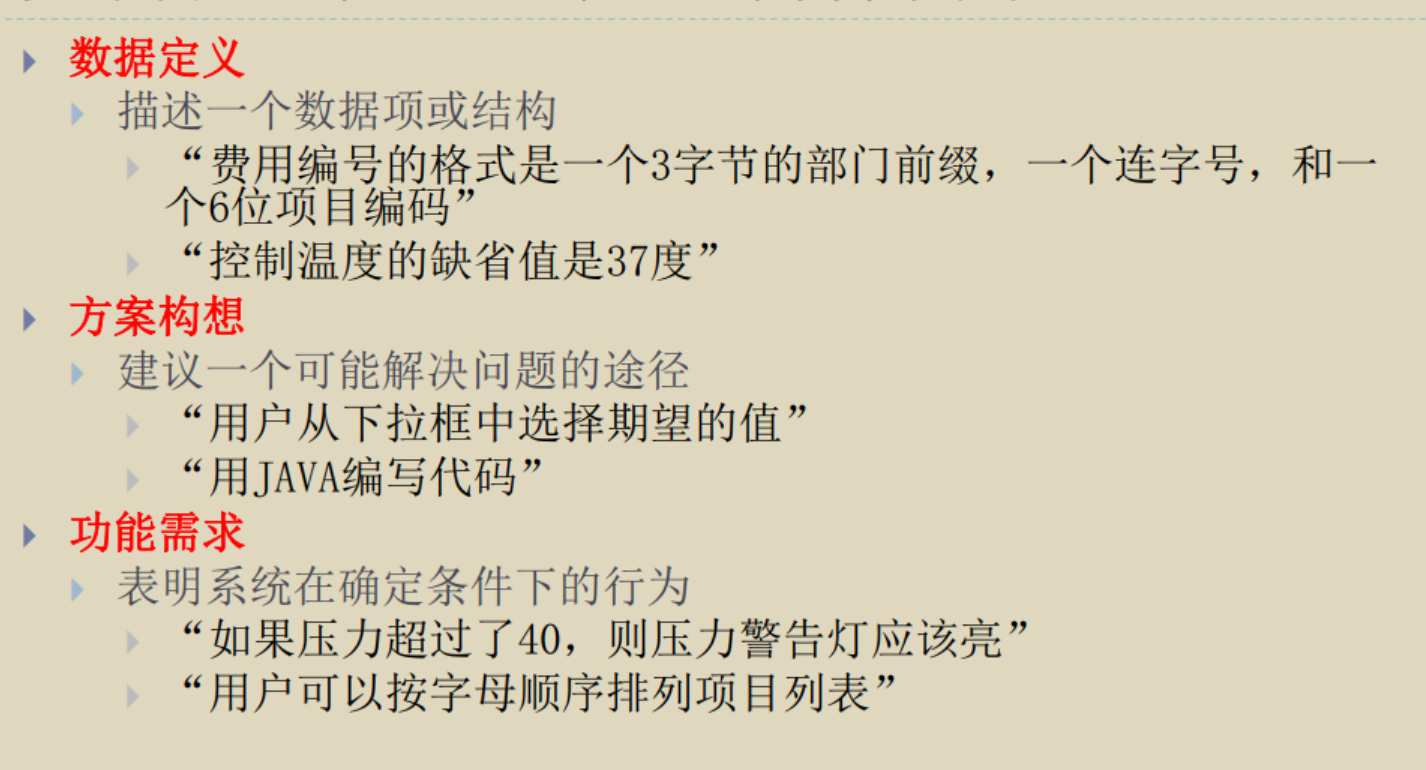 数据定义
描述一个数据项或结构
“费用编号的格式是一个3字节的部门前缀，一个连字号，和一
个6位项目编码”
“控制温度的缺省值是37度”
方案构想
建议一个可能解决问题的途径
“用户从下拉框中选择期望的值”
“用JAVA编写代码”
功能需求
表明系统在确定条件下的行为
“如果压力超过了40，则压力警告灯应该亮”
“用户可以按字母顺序排列项目列表”